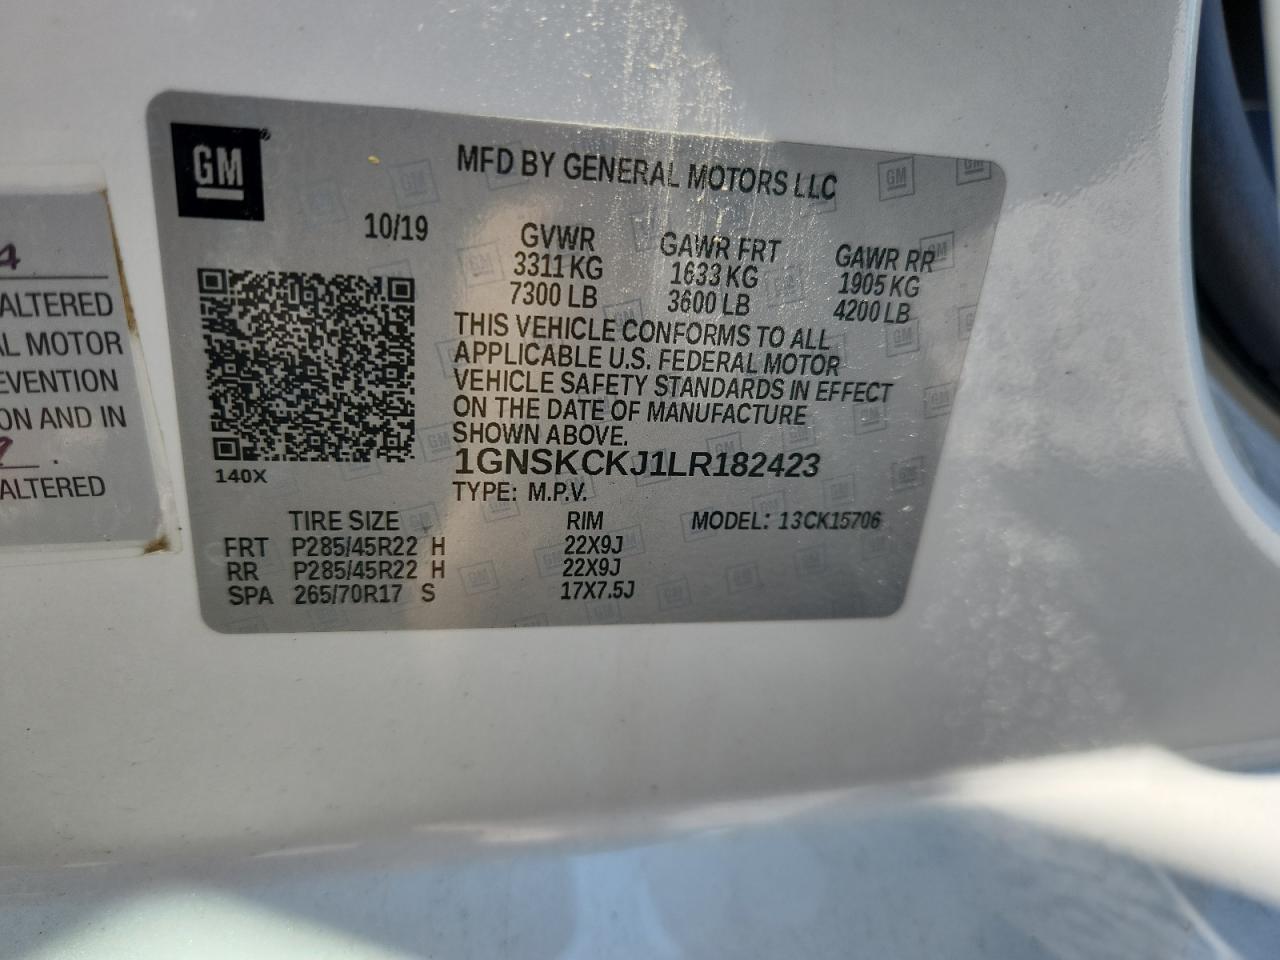 GM
MFD BY GENERAL MOTORS LLC
10/19
GVWR GAWR FRT GAWR RR
3311 KG 1633 KG 1905 KG
7300 LB 3600 LB 4200 LB
THIS VEHICLE CONFORMS TO ALL
APPLICABLE U.S. FEDERAL MOTOR
VEHICLE SAFETY STANDARDS IN EFFECT
ON THE DATE OF MANUFACTURE
SHOWN ABOVE.
140X
1GNSKCKJ1LR182423
TYPE: M.P.V.
TIRE SIZE RIM MODEL: 13CK15706
FRT P285/45R22 H 22X9J
RR P285/45R22 H 22X9J
SPA 265/70R17 S 17X7.5J
4
ALTERED
MOTOR
ON AND IN
ALTERED